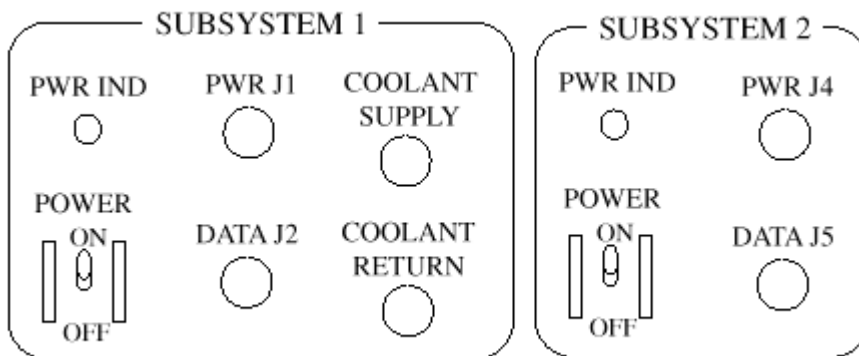 SUBSYSTEM 1
PWR IND
PWR J1
COOLANT
SUPPLY
POWER
ON
OFF
DATA J2
COOLANT
RETURN
SUBSYSTEM 2
PWR IND
PWR J4
POWER
ON
OFF
DATA J5